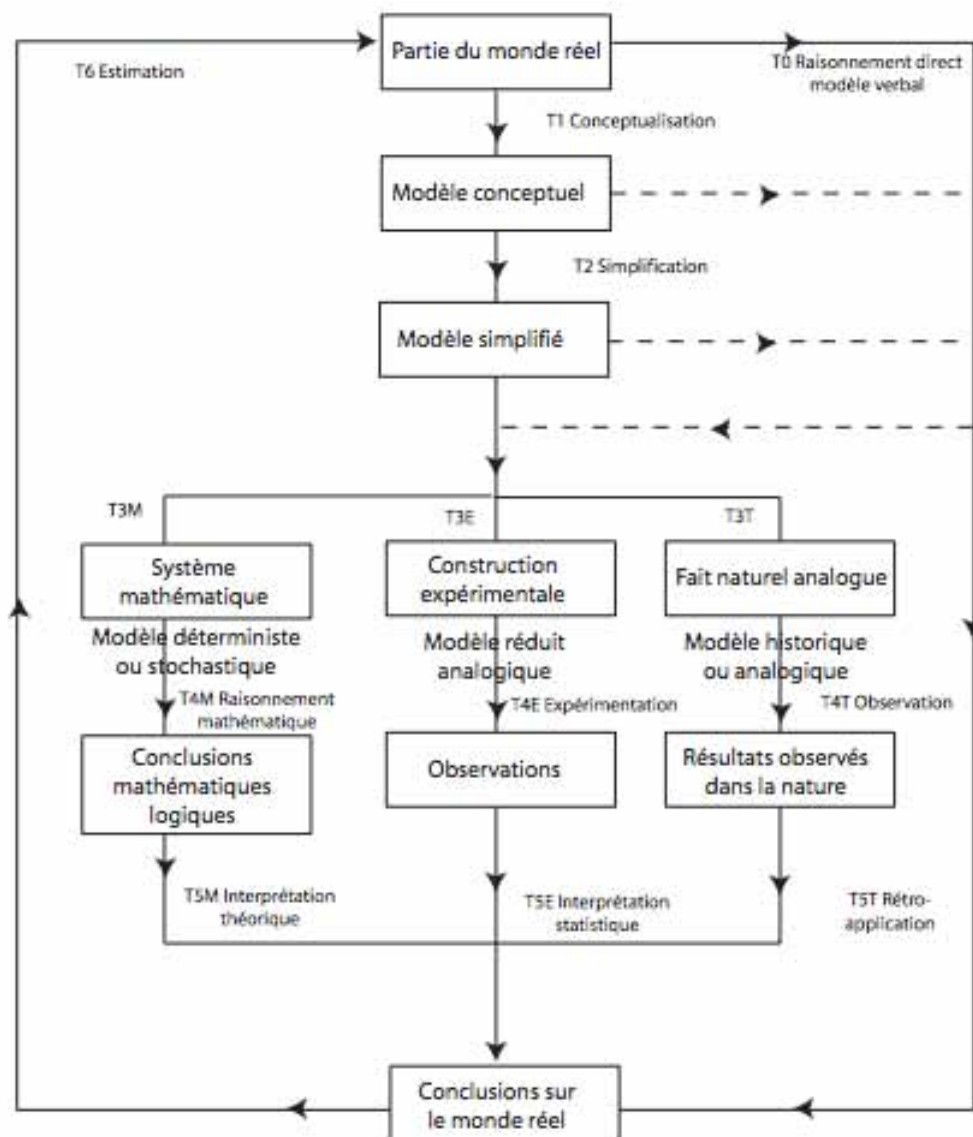 Partie du monde réel
T6 Estimation
T0 Raisonnement direct
modèle verbal
T1 Conceptualisation
Modèle conceptuel
T2 Simplification
Modèle simplifié
T3M
T3E
T3T
Système
mathématique
Construction
expérimentale
Fait naturel analogue
Modèle déterministe
ou stochastique
Modèle réduit
analogique
Modèle historique
ou analogique
T4M Raisonnement
mathématique
T4E Expérimentation
T4T Observation
Conclusions
mathématiques
logiques
Observations
Résultats observés
dans la nature
T5M Interprétation
théorique
T5E Interprétation
statistique
T5T Rétro-
application
Conclusions sur
le monde réel